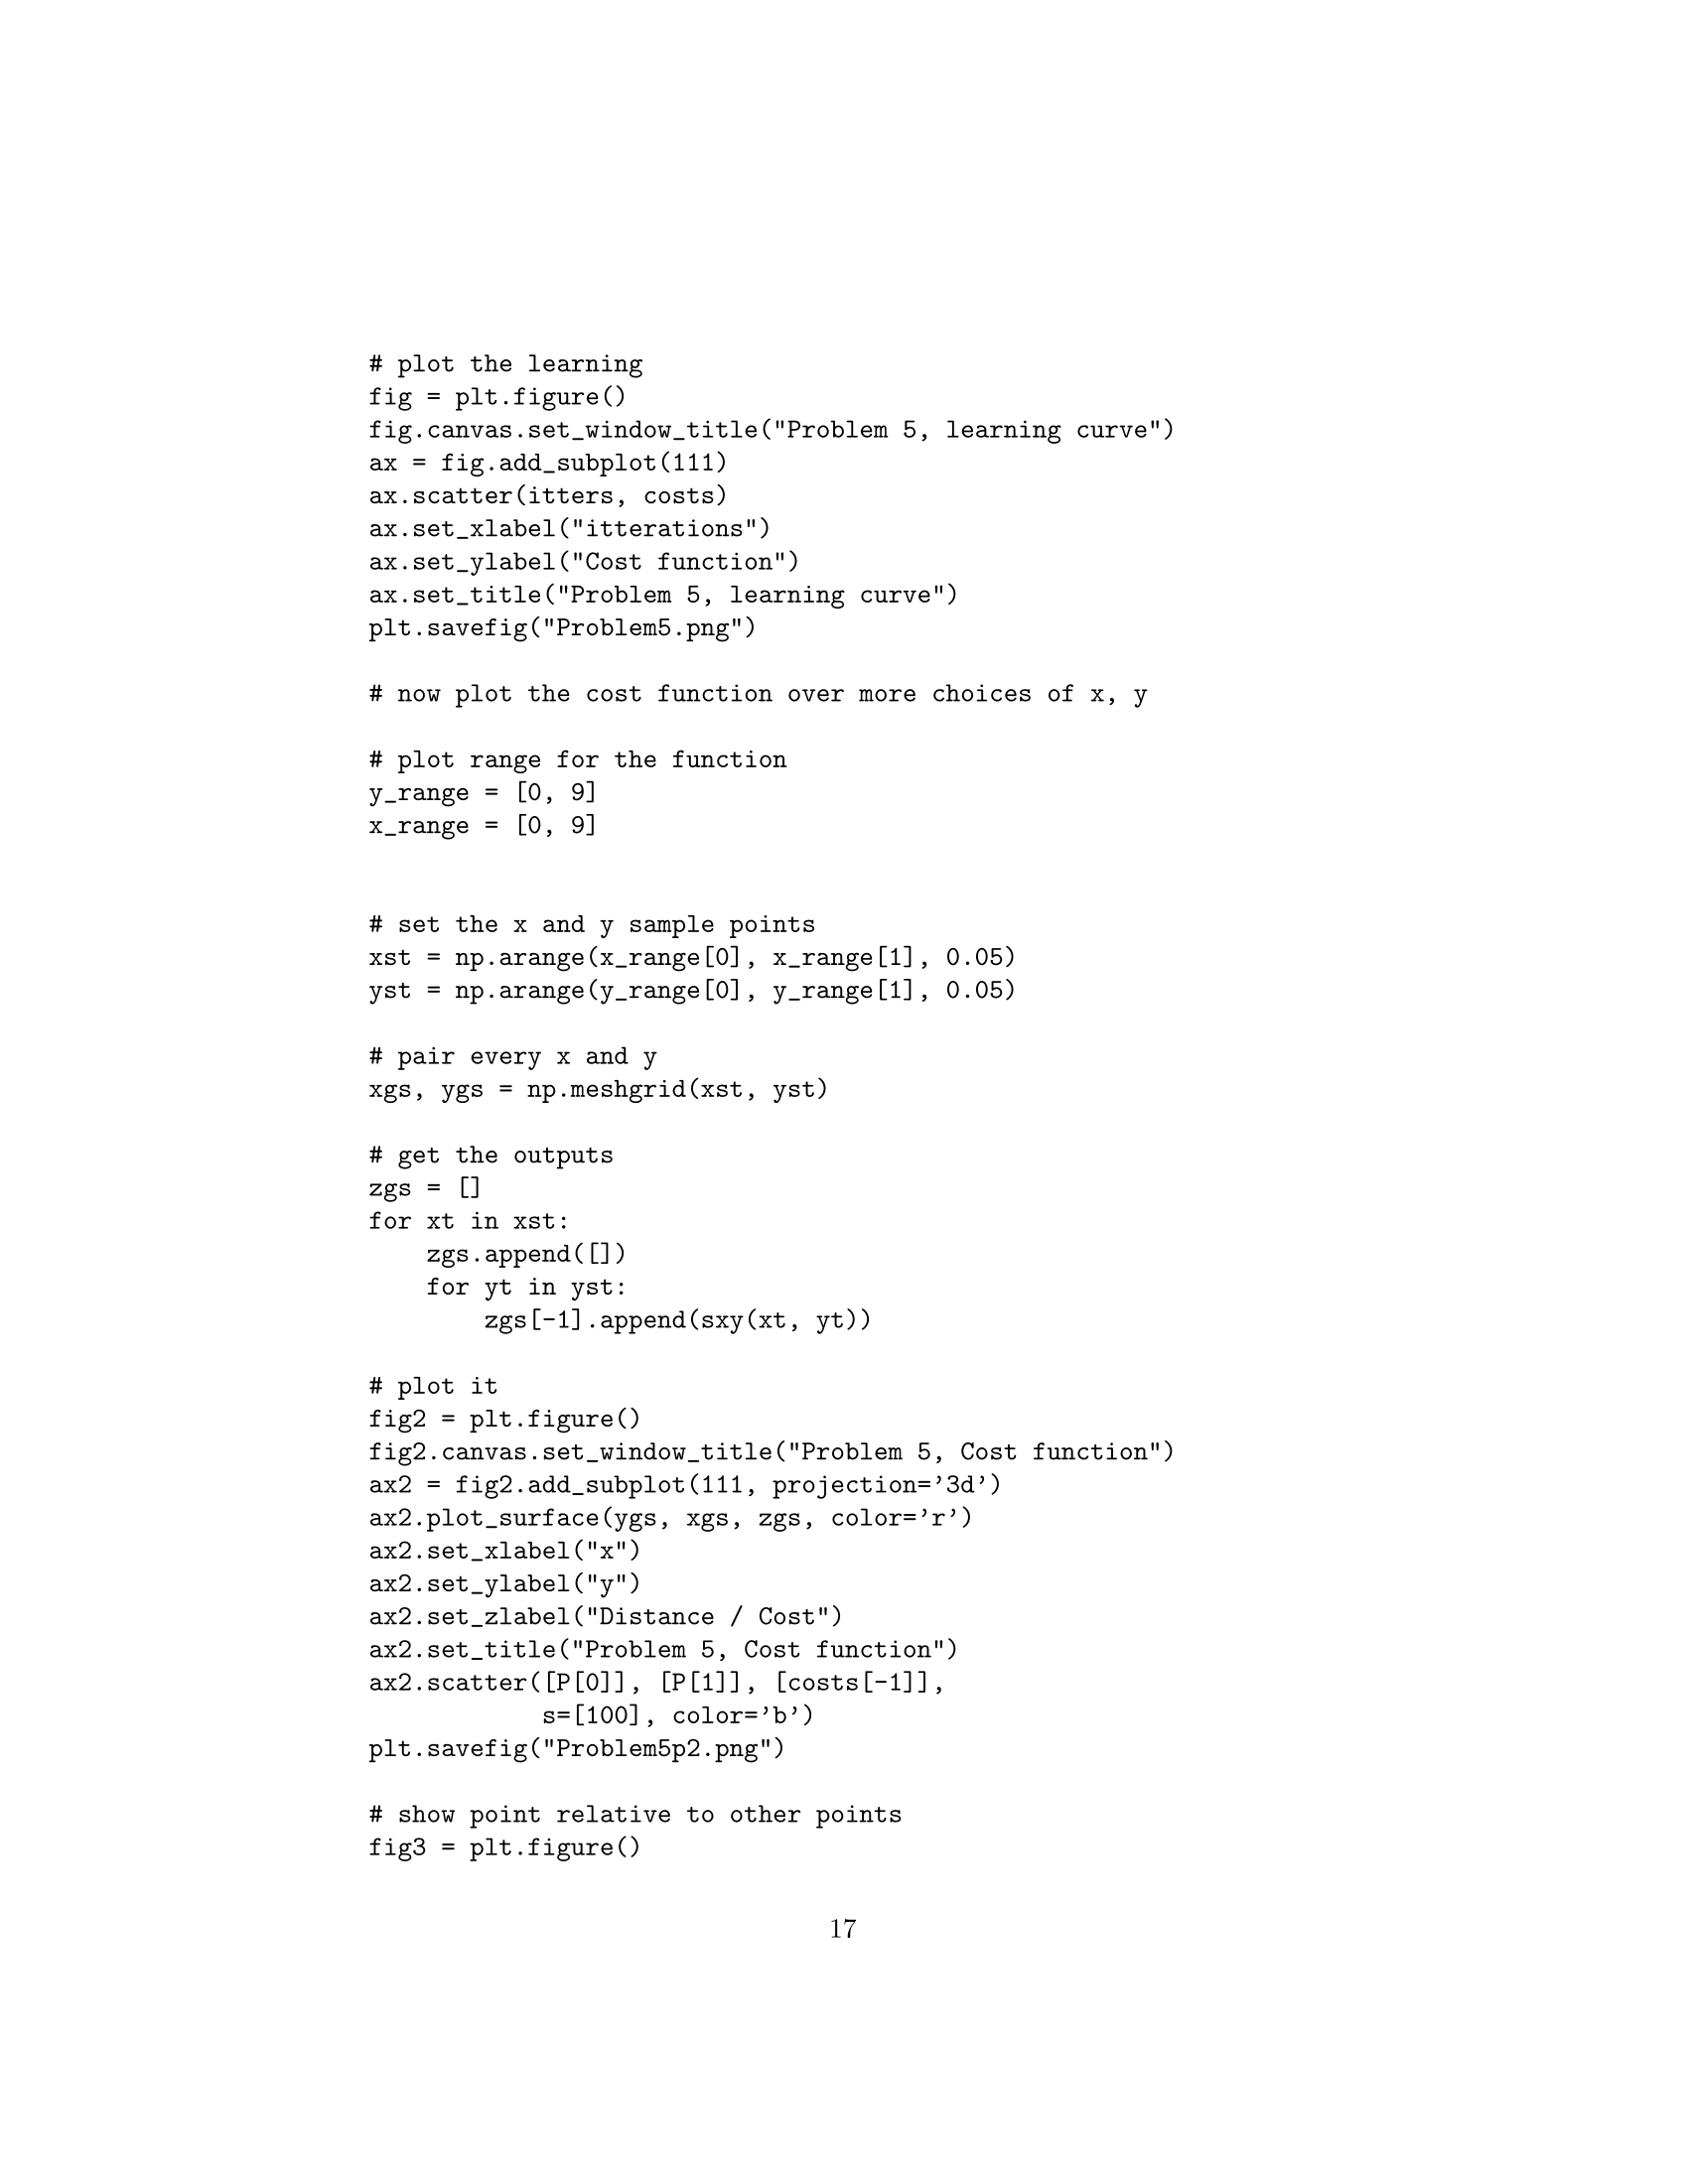 # plot the learning
fig = plt.figure()
fig.canvas.set_window_title("Problem 5, learning curve")
ax = fig.add_subplot(111)
ax.scatter(itters, costs)
ax.set_xlabel("itterations")
ax.set_ylabel("Cost function")
ax.set_title("Problem 5, learning curve")
plt.savefig("Problem5.png")

# now plot the cost function over more choices of x, y

# plot range for the function
y_range = [0, 9]
x_range = [0, 9]


# set the x and y sample points
xst = np.arange(x_range[0], x_range[1], 0.05)
yst = np.arange(y_range[0], y_range[1], 0.05)

# pair every x and y
xgs, ygs = np.meshgrid(xst, yst)

# get the outputs
zgs = []
for xt in xst:
    zgs.append([])
    for yt in yst:
        zgs[-1].append(sxy(xt, yt))

# plot it
fig2 = plt.figure()
fig2.canvas.set_window_title("Problem 5, Cost function")
ax2 = fig2.add_subplot(111, projection='3d')
ax2.plot_surface(ygs, xgs, zgs, color='r')
ax2.set_xlabel("x")
ax2.set_ylabel("y")
ax2.set_zlabel("Distance / Cost")
ax2.set_title("Problem 5, Cost function")
ax2.scatter([P[0]], [P[1]], [costs[-1]],
            s=[100], color='b')
plt.savefig("Problem5p2.png")

# show point relative to other points
fig3 = plt.figure()

17